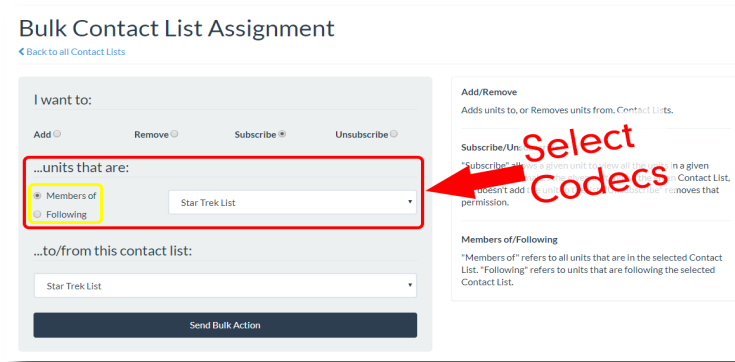 Bulk Contact List Assignment
Back to all Contact Lists
I want to:
Add
Remove
Subscribe
Unsubscribe
...units that are:
Members of
Following
Star Trek List
...to/from this contact list:
Star Trek List
Send Bulk Action
Add/Remove
Adds units to, or Removes units from. Contact Lists.
Subscribe/Uns
"Subscribe" allows a given unit to view all the units in a given
Contact List,
doesn't add removes that
permission.
Members of/Following
"Members of" refers to all units that are in the selected Contact
List. "Following" refers to units that are following the selected
Contact List.
Select
Codecs